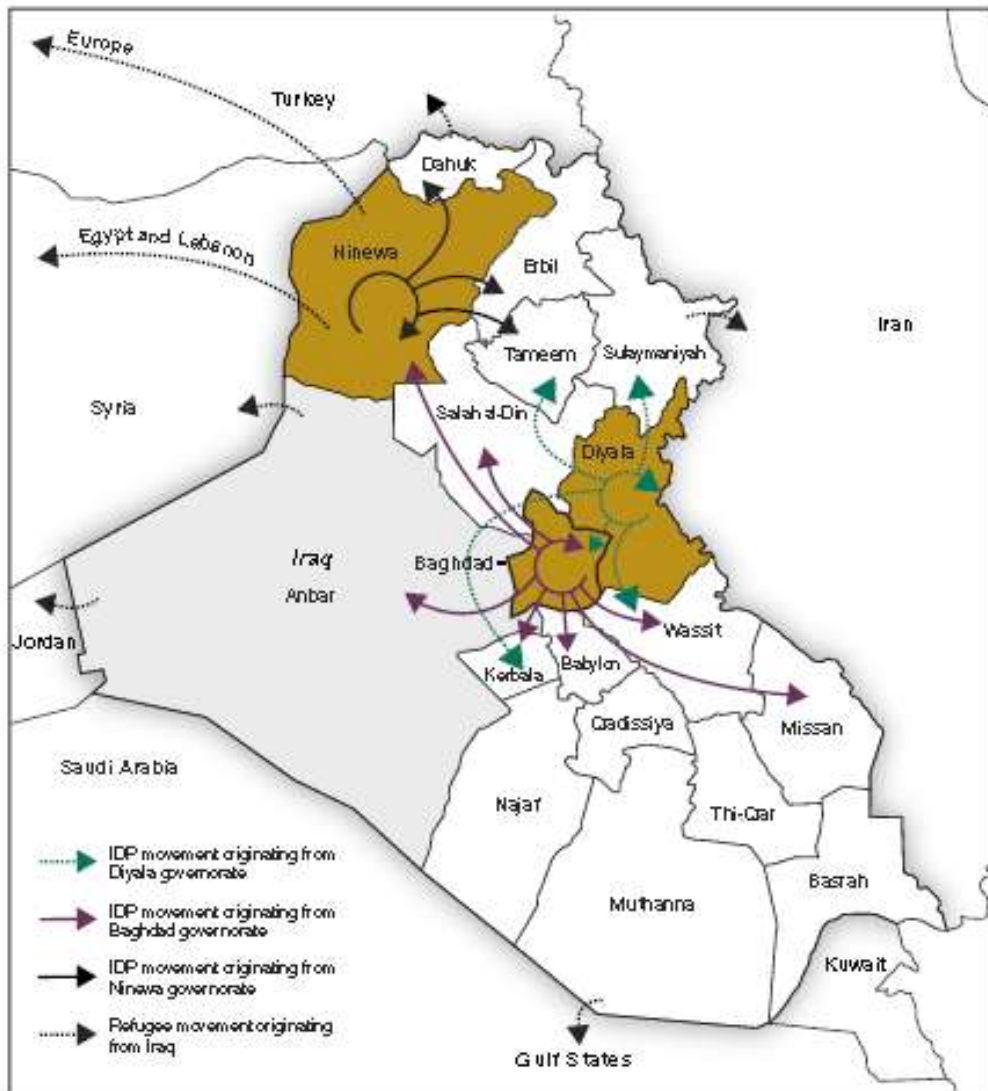 Europe
Turkey
Dahuk
Egypt and Lebanon
Ninewa
Erbil
Iran
Tameem
Sulaymaniyah
Syria
Salah al-Din
Diyala
Iraq
Baghdad
Anbar
Jordan
Wassit
Kerbala
Babylon
Qadissiya
Missan
Saudi Arabia
Najaf
Thi-Qar
IDP movement originating from
Diyala governorate
Basrah
Muthanna
IDP movement originating from
Baghdad governorate
Kuwait
IDP movement originating from
Ninewa governorate
Refugee movement originating
from Iraq
Gulf States